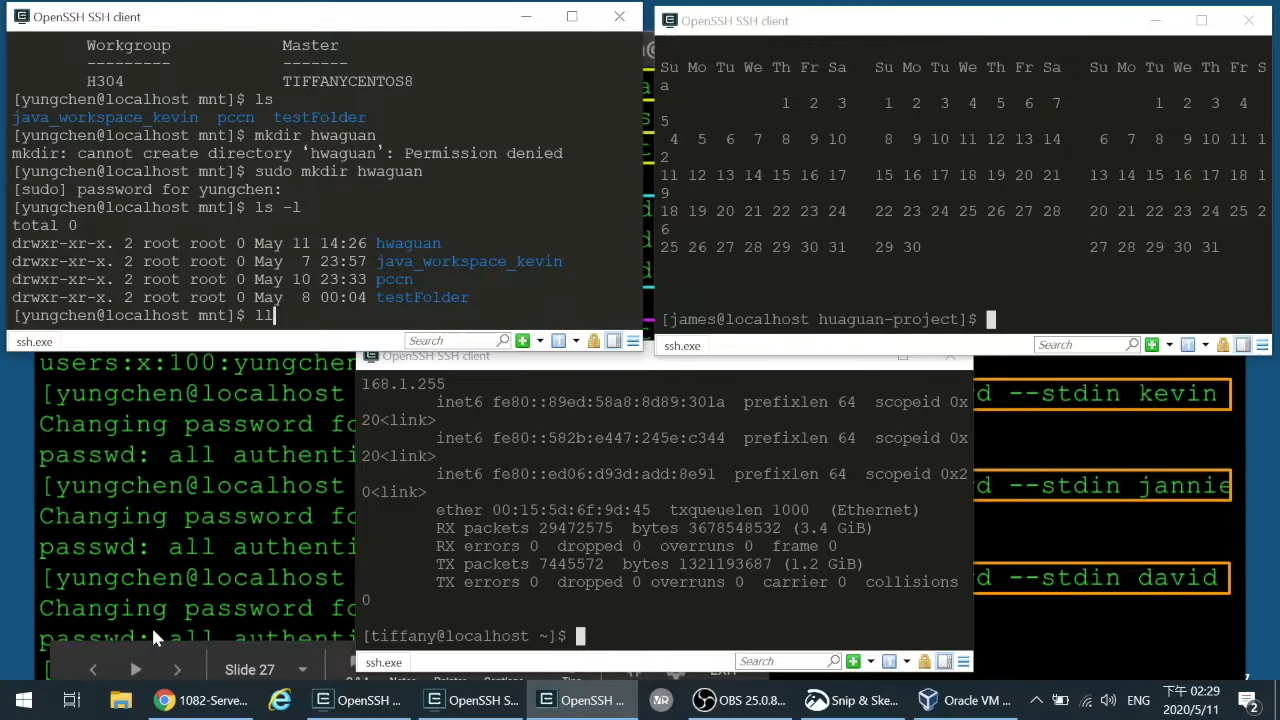 OpenSSH SSH client
Workgroup Master
--------- -------
H304 TIFFANYCENTOS8
[yungchen@localhost mnt]$ ls
java_workspace_kevin pccn testFolder
[yungchen@localhost mnt]$ mkdir hwaguan
mkdir: cannot create directory ‘hwaguan’: Permission denied
[yungchen@localhost mnt]$ sudo mkdir hwaguan
[sudo] password for yungchen:
[yungchen@localhost mnt]$ ls -l
total 0
drwxr-xr-x. 2 root root 0 May 11 14:26 hwaguan
drwxr-xr-x. 2 root root 0 May 7 23:57 java_workspace_kevin
drwxr-xr-x. 2 root root 0 May 10 23:33 pccn
drwxr-xr-x. 2 root root 0 May 8 00:04 testFolder
[yungchen@localhost mnt]$ ll
ssh.exe Search
OpenSSH SSH client
Su Mo Tu We Th Fr Sa Su Mo Tu We Th Fr Sa Su Mo Tu We Th Fr S
a
1 2 3 1 2 3 4 5 6 7 1 2 3 4
5
4 5 6 7 8 9 10 8 9 10 11 12 13 14 6 7 8 9 10 11 1
2
11 12 13 14 15 16 17 15 16 17 18 19 20 21 13 14 15 16 17 18 1
9
18 19 20 21 22 23 24 22 23 24 25 26 27 28 20 21 22 23 24 25 2
6
25 26 27 28 29 30 31 29 30 27 28 29 30 31
[james@localhost huaguan-project]$
ssh.exe Search
OpenSSH SSH client
168.1.255
inet6 fe80::89ed:58a8:8d89:301a prefixlen 64 scopeid 0x
20<link>
inet6 fe80::582b:e447:245e:c344 prefixlen 64 scopeid 0x
20<link>
inet6 fe80::ed06:d93d:add:8e91 prefixlen 64 scopeid 0x2
0<link>
ether 00:15:5d:6f:9d:45 txqueuelen 1000 (Ethernet)
RX packets 29472575 bytes 3678548532 (3.4 GiB)
RX errors 0 dropped 0 overruns 0 frame 0
TX packets 7445572 bytes 1321193687 (1.2 GiB)
TX errors 0 dropped 0 overruns 0 carrier 0 collisions
0
[tiffany@localhost ~]$
ssh.exe Search
users:x:100:yungchen
[yungchen@localhost d --stdin kevin
Changing password fo
passwd: all authenti
[yungchen@localhost d --stdin jannie
Changing password fo
passwd: all authenti
[yungchen@localhost d --stdin david
Changing password fo
passwd: all authenti
Slide 27
1082-Serve... OpenSSH ... OpenSSH S... OpenSSH ... MR OBS 25.0.8... Snip & Ske... Oracle VM ... ENG 下午 02:29
2020/5/11 2